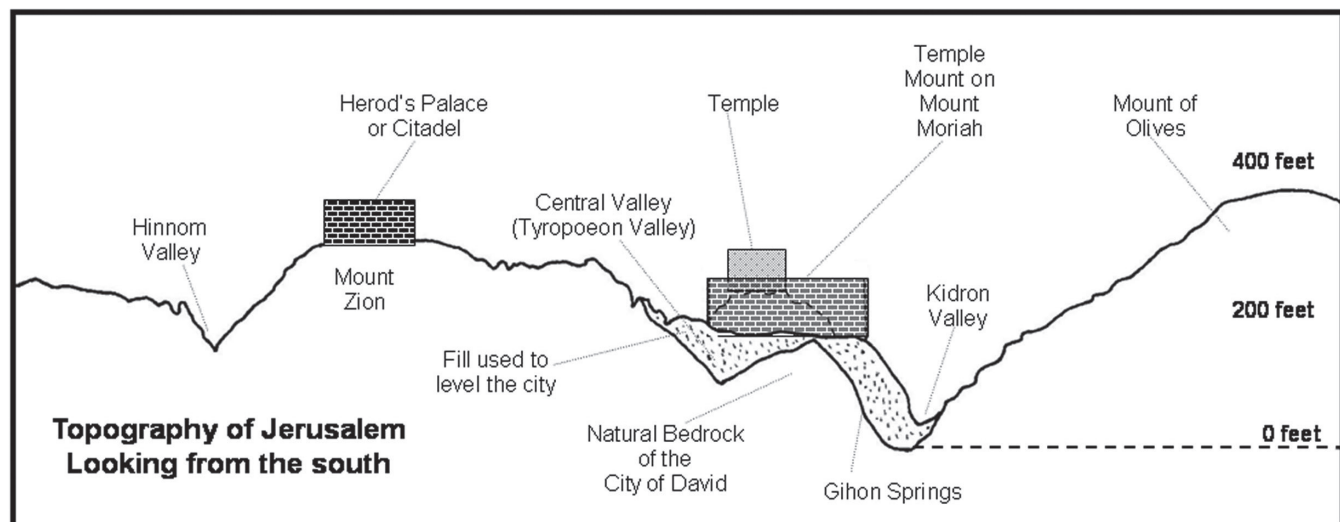 Herod's Palace
or Citadel
Temple
Temple
Mount on
Mount
Moriah
Mount of
Olives
400 feet
Hinnom
Valley
Central Valley
(Tyropoeon Valley)
Mount
Zion
Kidron
Valley
200 feet
Fill used to
level the city
Topography of Jerusalem
Looking from the south
Natural Bedrock
of the
City of David
Gihon Springs
0 feet